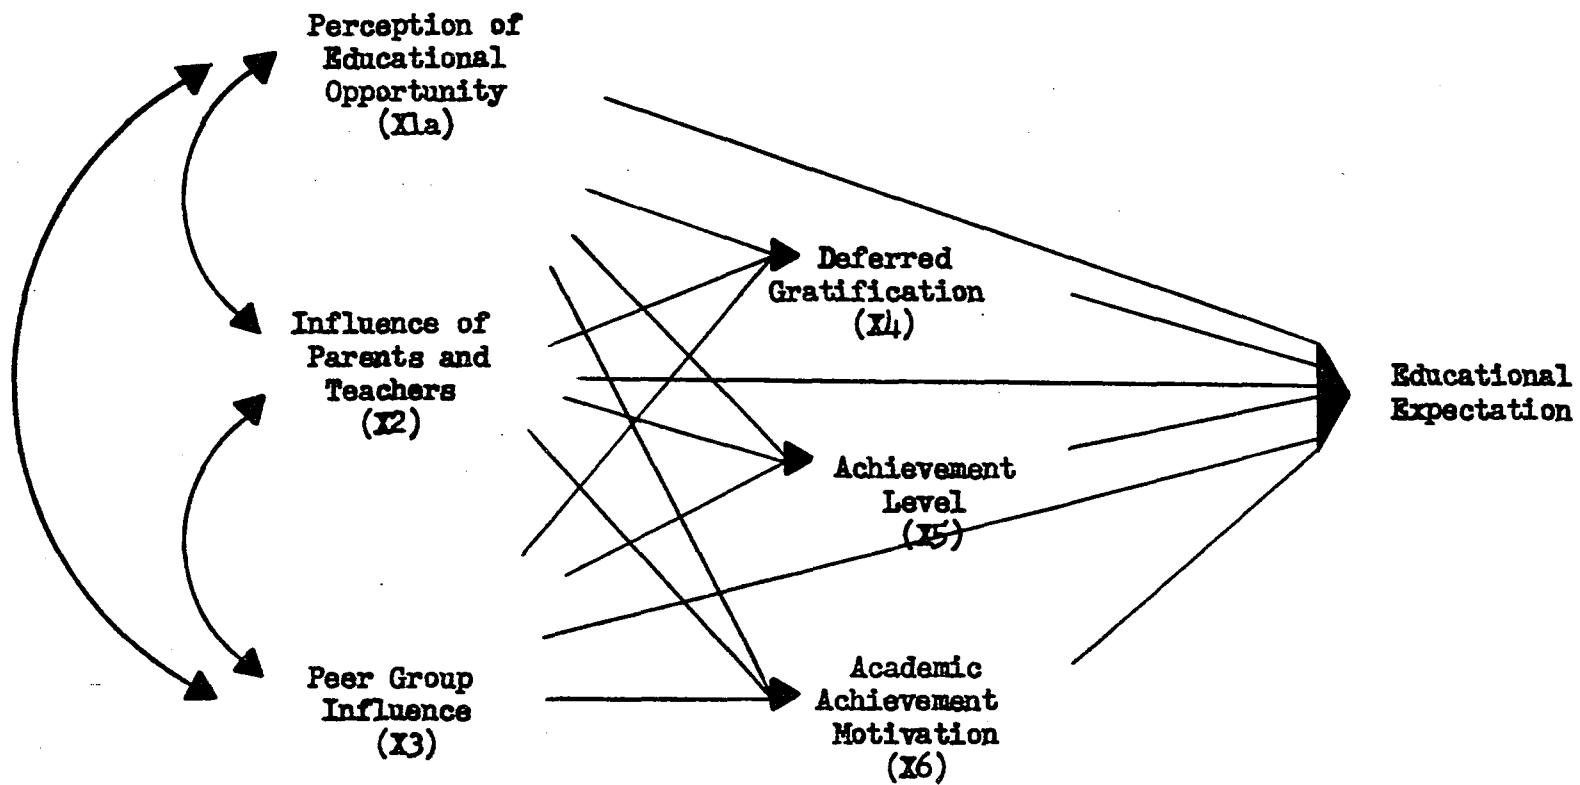 Perception of
Educational
Opportunity
(X1a)
Influence of
Parents and
Teachers
(X2)
Peer Group
Influence
(X3)
Deferred
Gratification
(X4)
Achievement
Level
(X5)
Academic
Achievement
Motivation
(X6)
Educational
Expectation